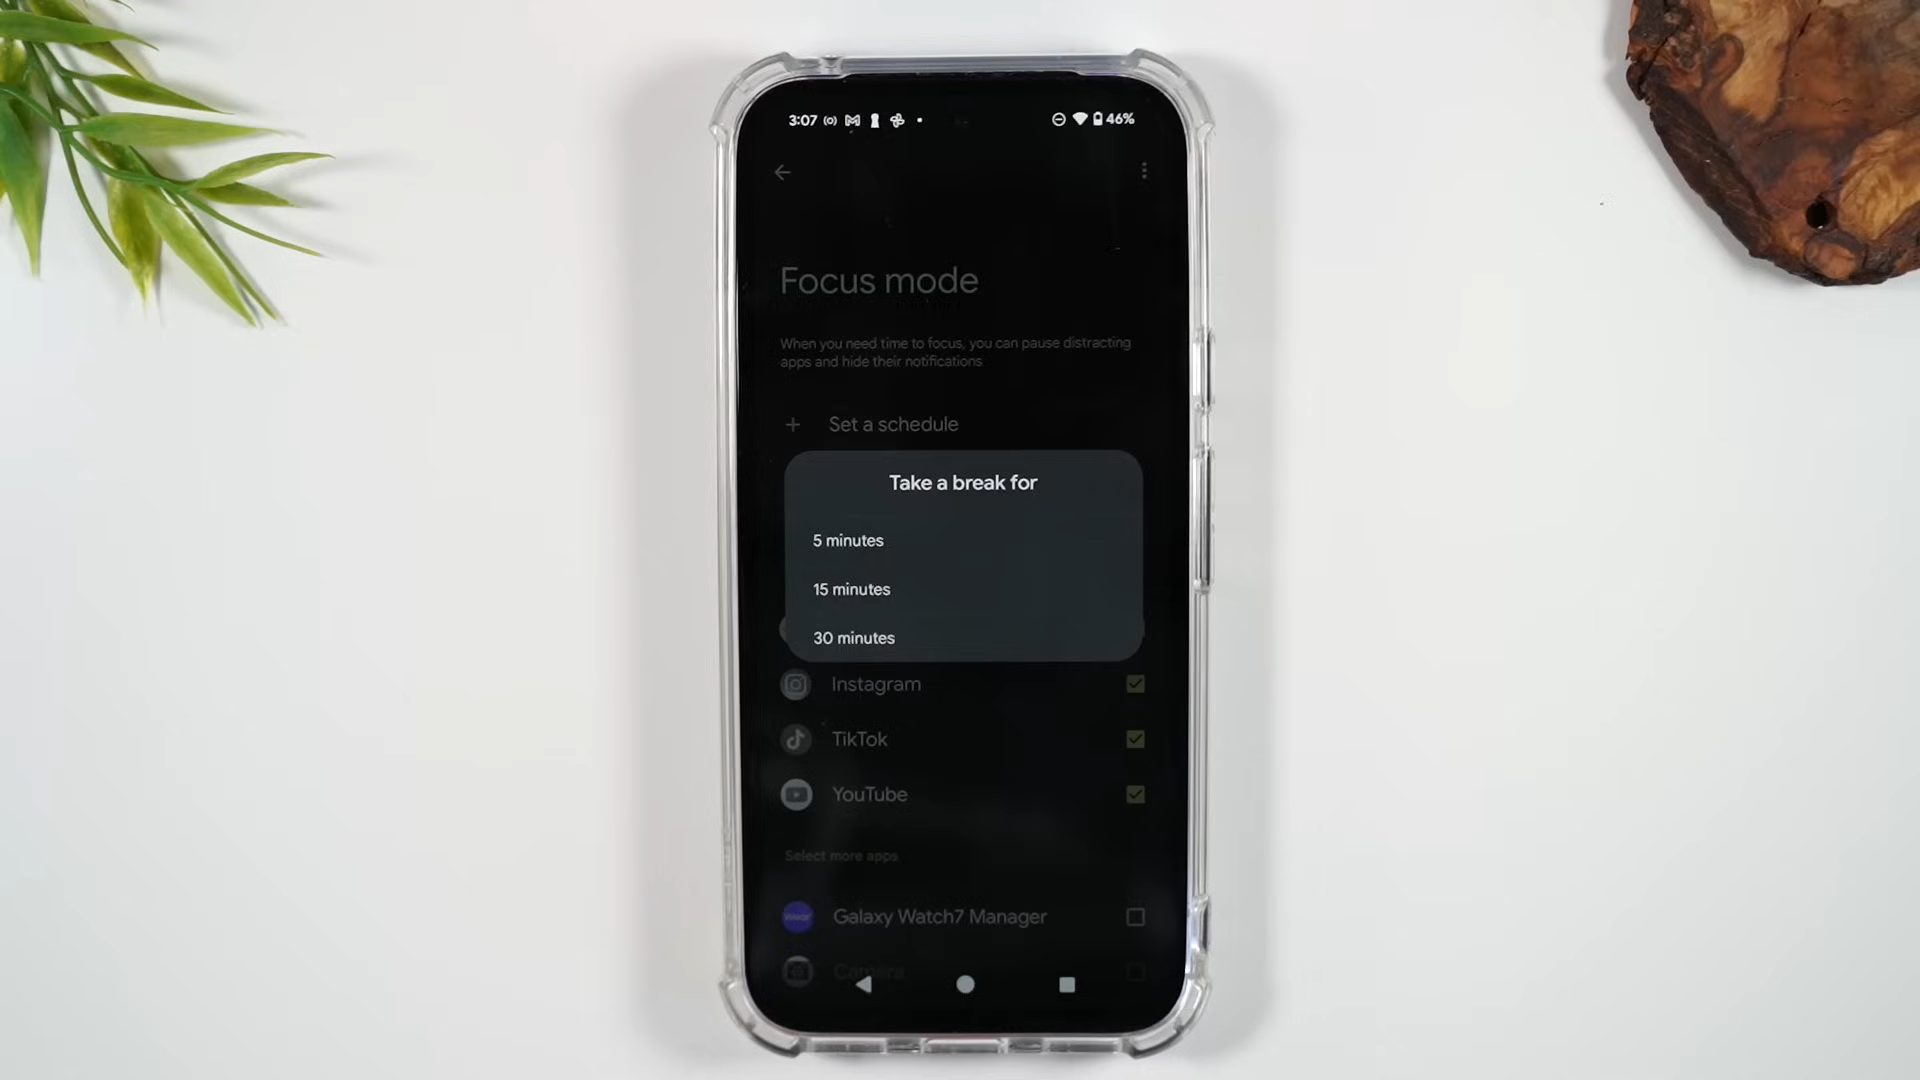 3:07
46%
Focus mode
When you need time to focus, you can pause distracting
apps and hide their notifications
Set a schedule
Take a break for
5 minutes
15 minutes
30 minutes
Instagram
TikTok
YouTube
Select more apps
Wear
Galaxy Watch7 Manager
Camera